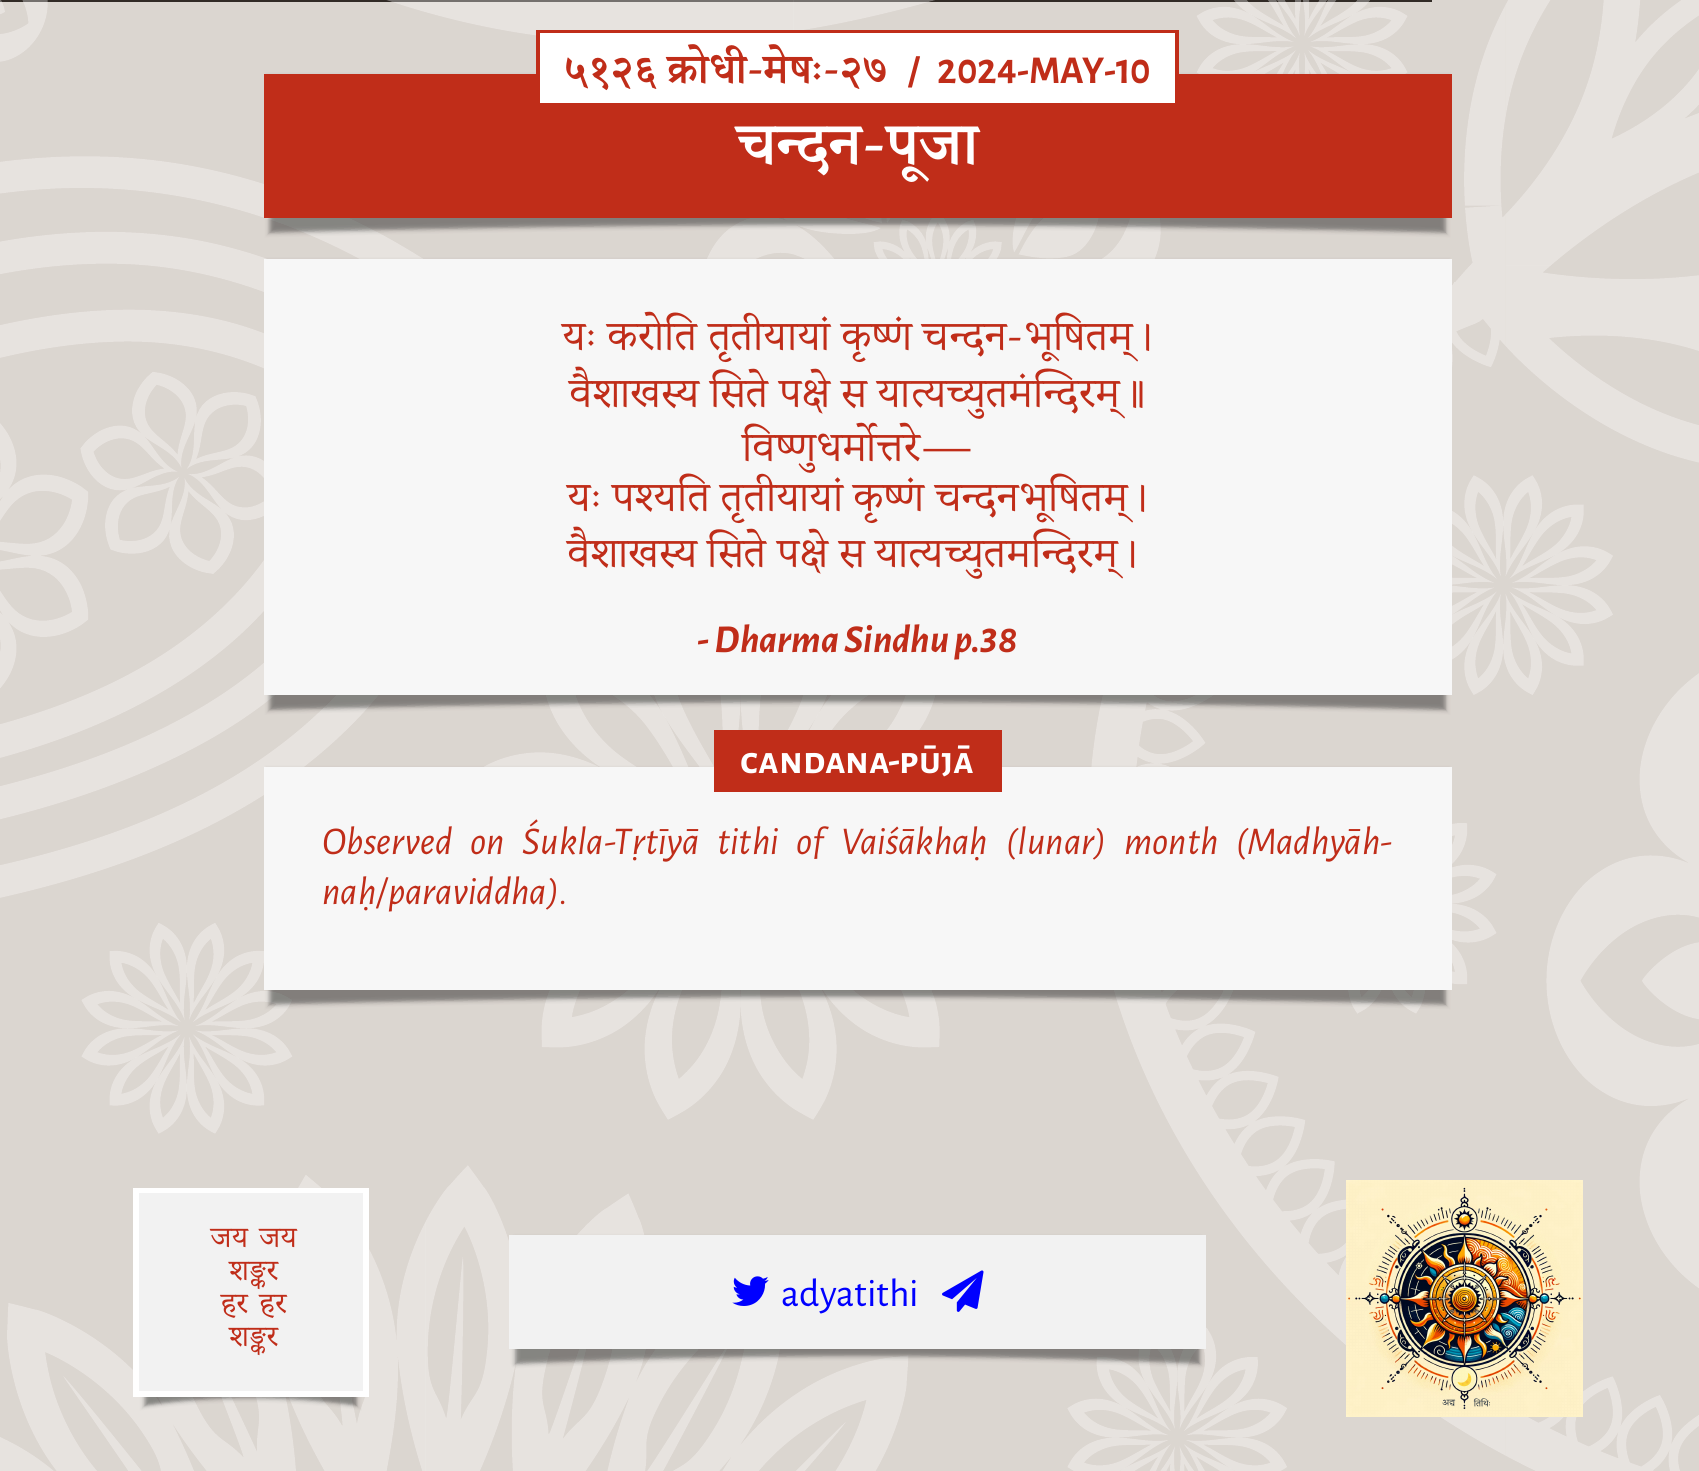 ५१२६ क्रोधी-मेषः-२७ / 2024-MAY-10
चन्दन-पूजा
यः करोति तृतीयायां कृष्णं चन्दन-भूषितम्।
वैशाखस्य सिते पक्षे स यात्यच्युतमंन्दिरम्॥
विष्णुधर्मोत्तरे—
यः पश्यति तृतीयायां कृष्णं चन्दनभूषितम्।
वैशाखस्य सिते पक्षे स यात्यच्युतमन्दिरम्।
- Dharma Sindhu p.38
CANDANA-PŪJĀ
Observed on Śukla-Tṛtīyā tithi of Vaiśākhaḥ (lunar) month (Madhyāh-
naḥ/paraviddha).
जय जय
शङ्कर
हर हर
शङ्कर
adyatithi
अद्य तिथिः